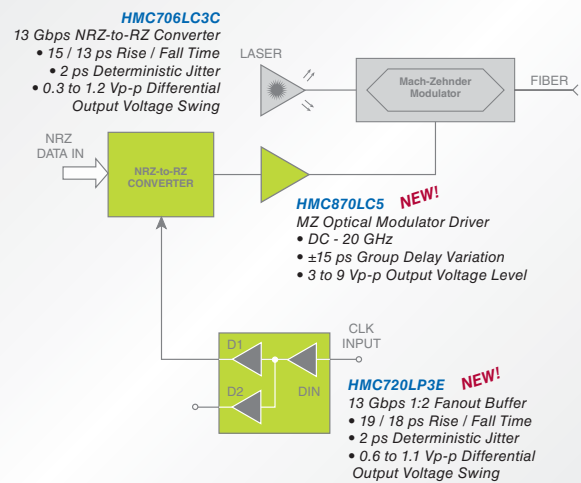 HMC706LC3C
13 Gbps NRZ-to-RZ Converter
• 15 / 13 ps Rise / Fall Time
• 2 ps Deterministic Jitter
• 0.3 to 1.2 Vp-p Differential
Output Voltage Swing
LASER
Mach-Zehnder
Modulator
FIBER
NRZ
DATA IN
NRZ-to-RZ
CONVERTER
HMC870LC5 NEW!
MZ Optical Modulator Driver
• DC - 20 GHz
• ±15 ps Group Delay Variation
• 3 to 9 Vp-p Output Voltage Level
CLK
INPUT
D1
D2
DIN
HMC720LP3E NEW!
13 Gbps 1:2 Fanout Buffer
• 19 / 18 ps Rise / Fall Time
• 2 ps Deterministic Jitter
• 0.6 to 1.1 Vp-p Differential
Output Voltage Swing